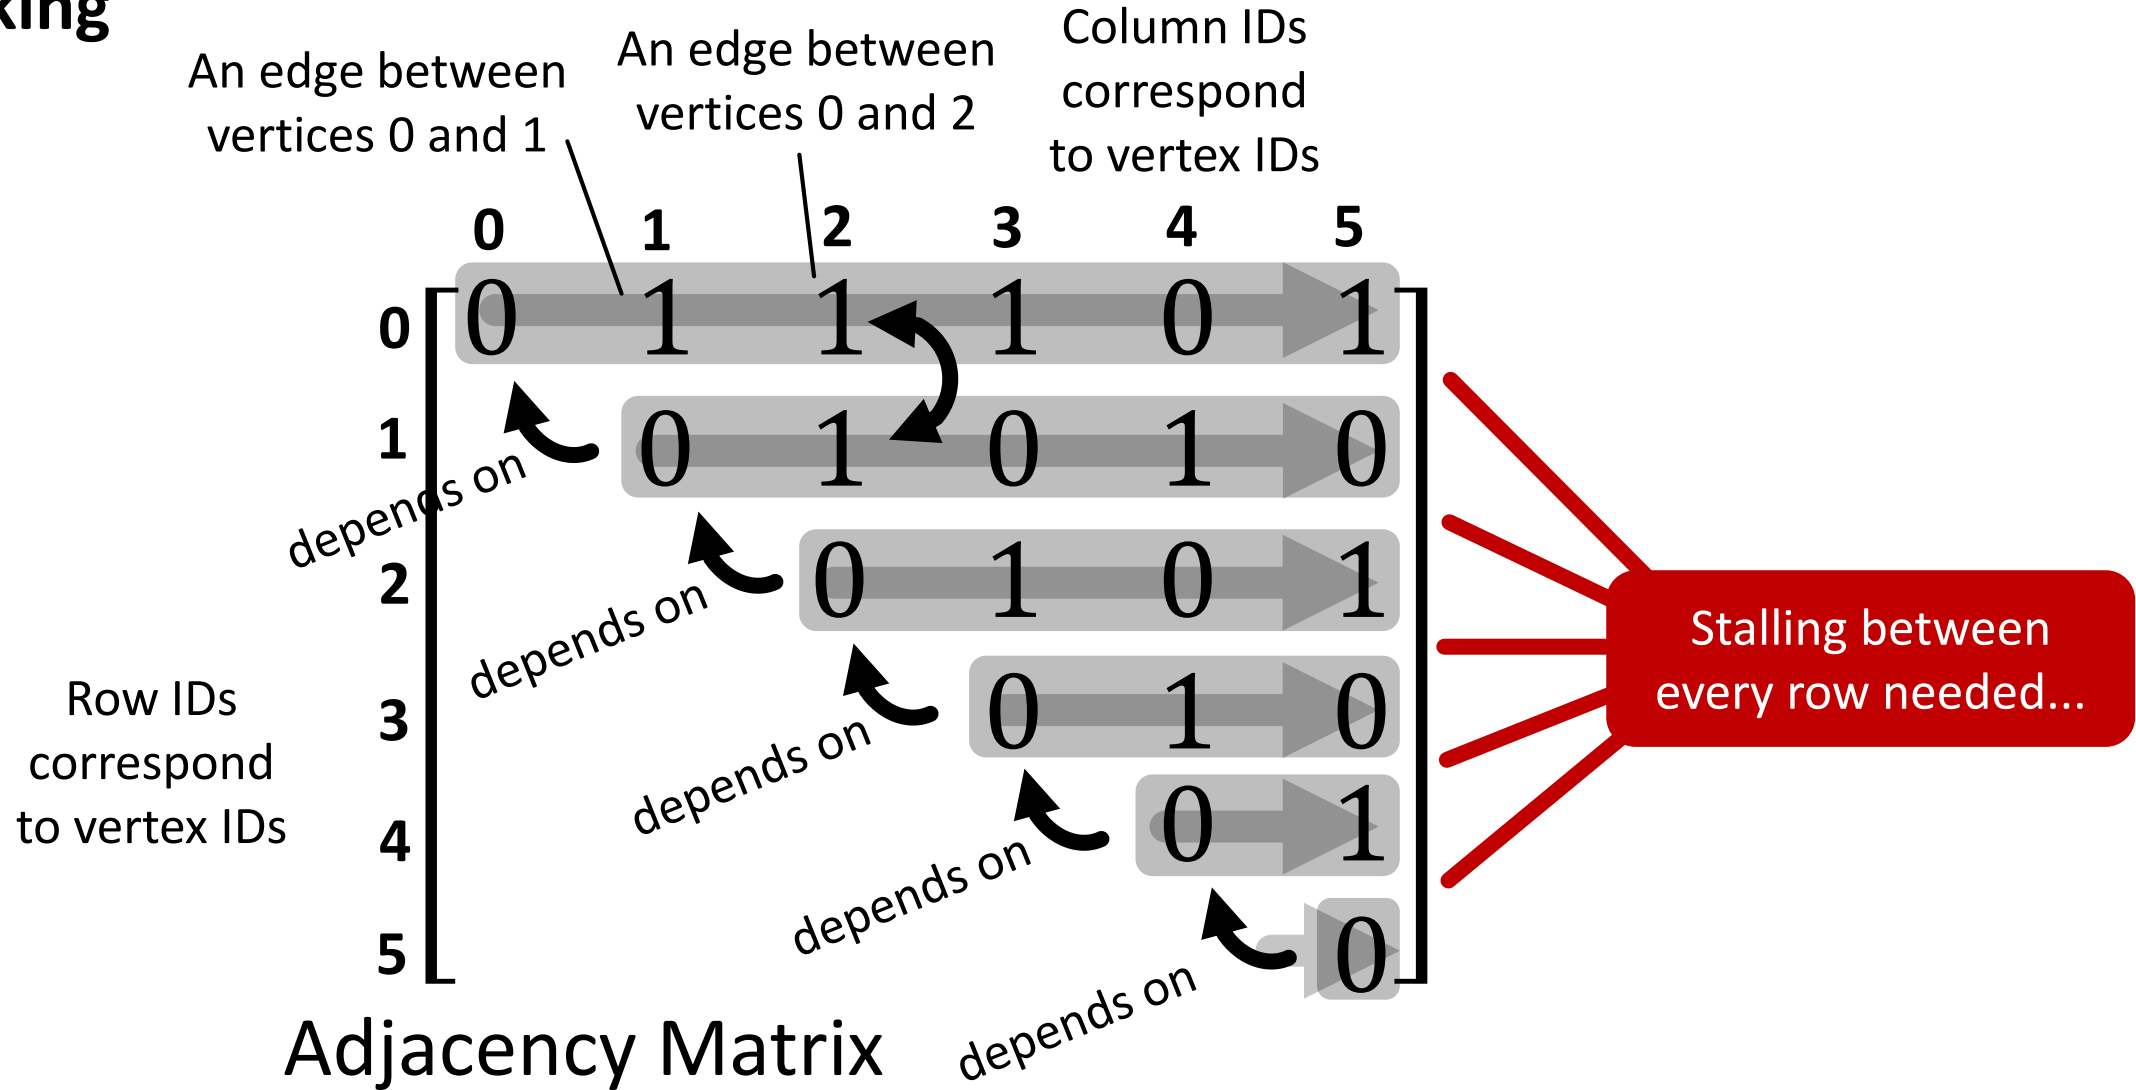 An edge between
vertices 0 and 1
An edge between
vertices 0 and 2
Column IDs
correspond
to vertex IDs
0 1 2 3 4 5
0 0 1 1 1 0 1
1 0 1 0 1 0
2 0 1 0 1
3 0 1 0
4 0 1
5 0
depends on
depends on
depends on
depends on
depends on
Row IDs
correspond
to vertex IDs
Stalling between
every row needed...
Adjacency Matrix